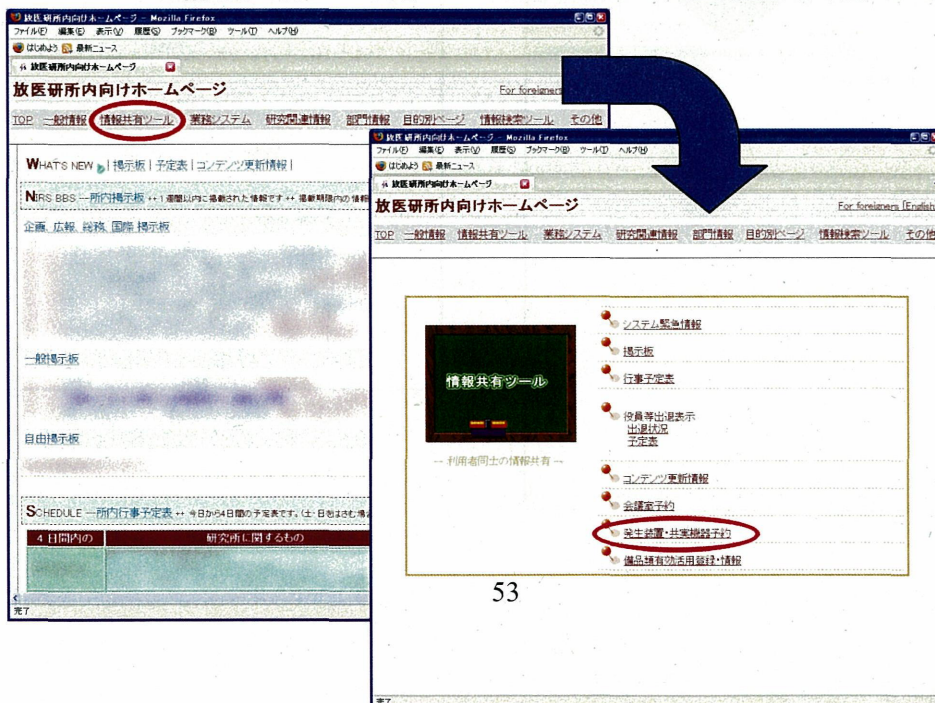 放医研所内向けホームページ - Mozilla Firefox
ファイル(F) 編集(E) 表示(V) 履歴(S) ブックマーク(B) ツール(T) ヘルプ(H)
はじめよう 最新ニュース
放医研所内向けホームページ
放医研所内向けホームページ
For foreigners
TOP 一般情報 情報共有ツール 業務システム 研究関連情報 部門情報 目的別ページ 情報検索ツール その他
WHAT'S NEW | 掲示板 | 予定表 | コンテンツ更新情報 |
NIRS BBS ―所内掲示板 ++ 1週間以内に掲載された情報です ++ 掲載期限内の情報
企画、広報、総務、国際 掲示板
一般掲示板
自由掲示板
SCHEDULE ―所内行事予定表 ++ 今日から4日間の予定表です。(土・日をはさむ場
4日間内の 研究所に関するもの
完了
放医研所内向けホームページ - Mozilla Firefox
ファイル(F) 編集(E) 表示(V) 履歴(S) ブックマーク(B) ツール(T) ヘルプ(H)
はじめよう 最新ニュース
放医研所内向けホームページ
放医研所内向けホームページ
For foreigners [English
TOP 一般情報 情報共有ツール 業務システム 研究関連情報 部門情報 目的別ページ 情報検索ツール その他
情報共有ツール
-- 利用者同士の情報共有 --
システム緊急情報
掲示板
行事予定表
役員等出退表示
出退状況
予定表
コンテンツ更新情報
会議室予約
発生装置・共実機器予約
備品類有効活用登録・情報
53
完了